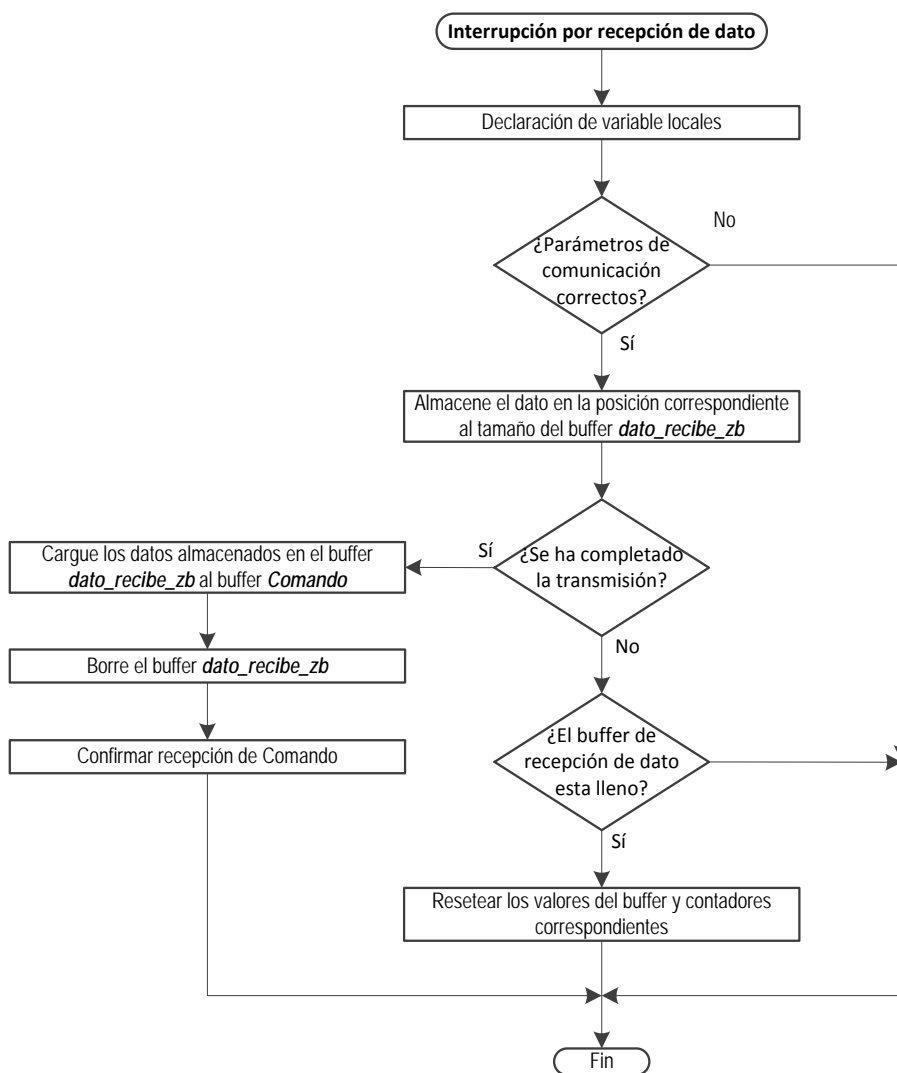 Interrupción por recepción de dato
Declaración de variable locales
¿Parámetros de
comunicación
correctos?
No
Sí
Almacene el dato en la posición correspondiente
al tamaño del buffer dato_recibe_zb
¿Se ha completado
la transmisión?
Sí
Cargue los datos almacenados en el buffer
dato_recibe_zb al buffer Comando
Borre el buffer dato_recibe_zb
Confirmar recepción de Comando
No
¿El buffer de
recepción de dato
esta lleno?
Sí
Resetear los valores del buffer y contadores
correspondientes
Fin